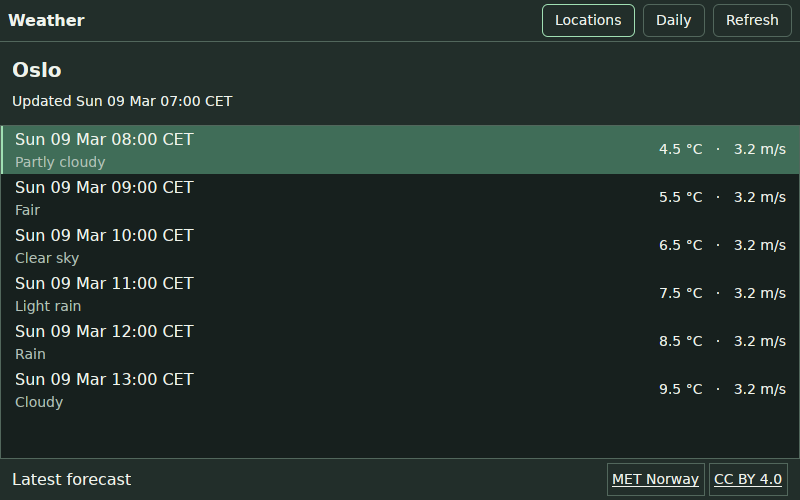 Weather
Locations
Daily
Refresh
Oslo
Updated Sun 09 Mar 07:00 CET
Sun 09 Mar 08:00 CET
Partly cloudy
4.5 °C · 3.2 m/s
Sun 09 Mar 09:00 CET
Fair
5.5 °C · 3.2 m/s
Sun 09 Mar 10:00 CET
Clear sky
6.5 °C · 3.2 m/s
Sun 09 Mar 11:00 CET
Light rain
7.5 °C · 3.2 m/s
Sun 09 Mar 12:00 CET
Rain
8.5 °C · 3.2 m/s
Sun 09 Mar 13:00 CET
Cloudy
9.5 °C · 3.2 m/s
Latest forecast
MET Norway
CC BY 4.0